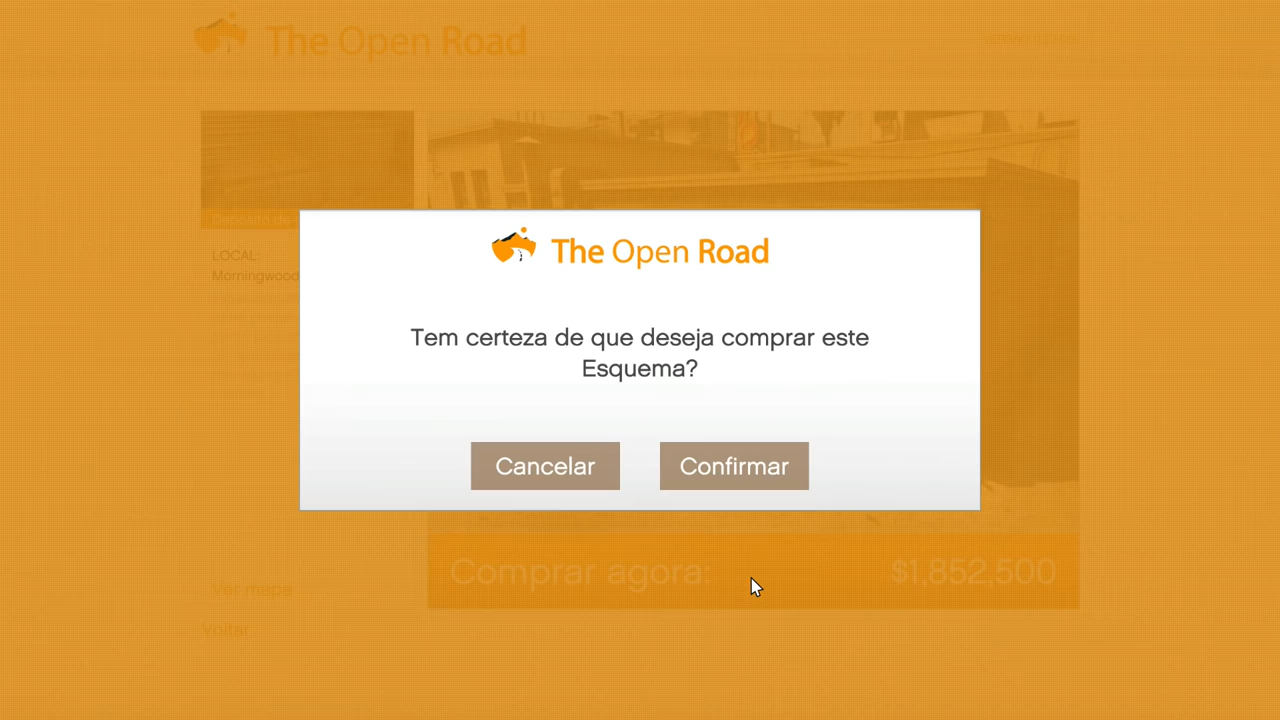 The Open Road
LOCAL:
Morningwood
The Open Road
Tem certeza de que deseja comprar este
Esquema?
Cancelar
Confirmar
Comprar agora:
$1,852,500
Ver mapa
Voltar